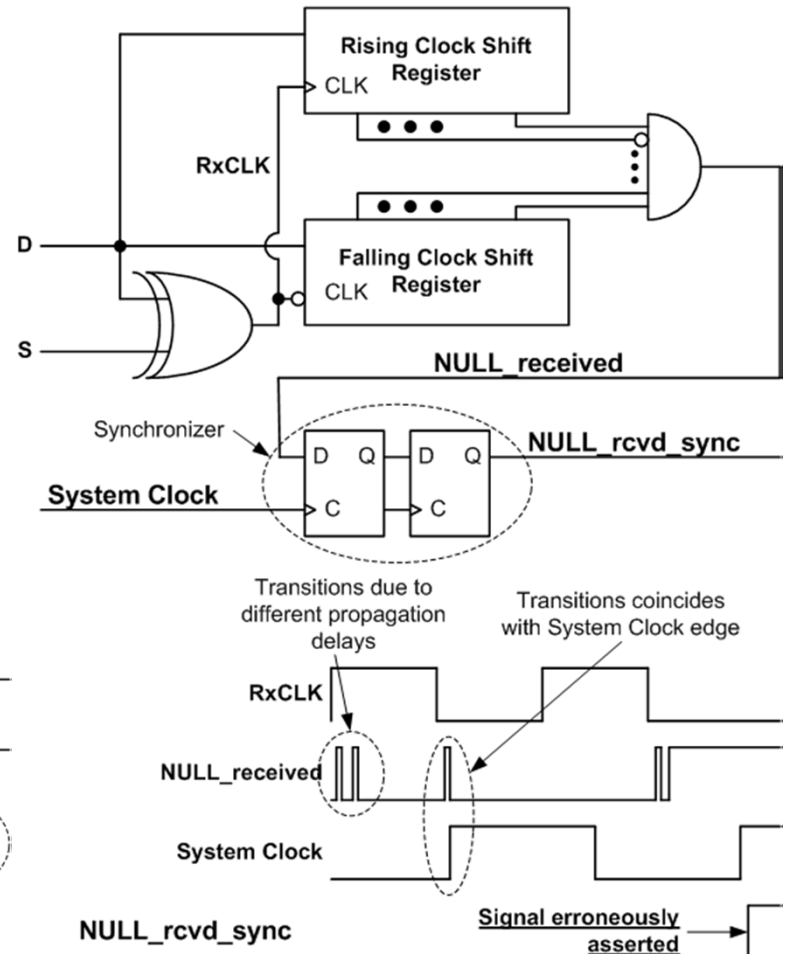 Rising Clock Shift
Register
CLK
RxCLK
D
Falling Clock Shift
Register
CLK
S
NULL_received
Synchronizer
D Q D Q
NULL_rcvd_sync
System Clock
C C
Transitions due to
different propagation
delays
Transitions coincides
with System Clock edge
RxCLK
NULL_received
System Clock
NULL_rcvd_sync
Signal erroneously
asserted